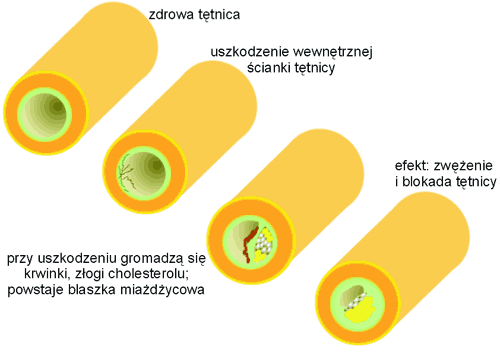 zdrowa tętnica
uszkodzenie wewnętrznej
ścianki tętnicy
efekt: zwężenie
i blokada tętnicy
przy uszkodzeniu gromadzą się
krwinki, złogi cholesterolu;
powstaje blaszka miażdżycowa